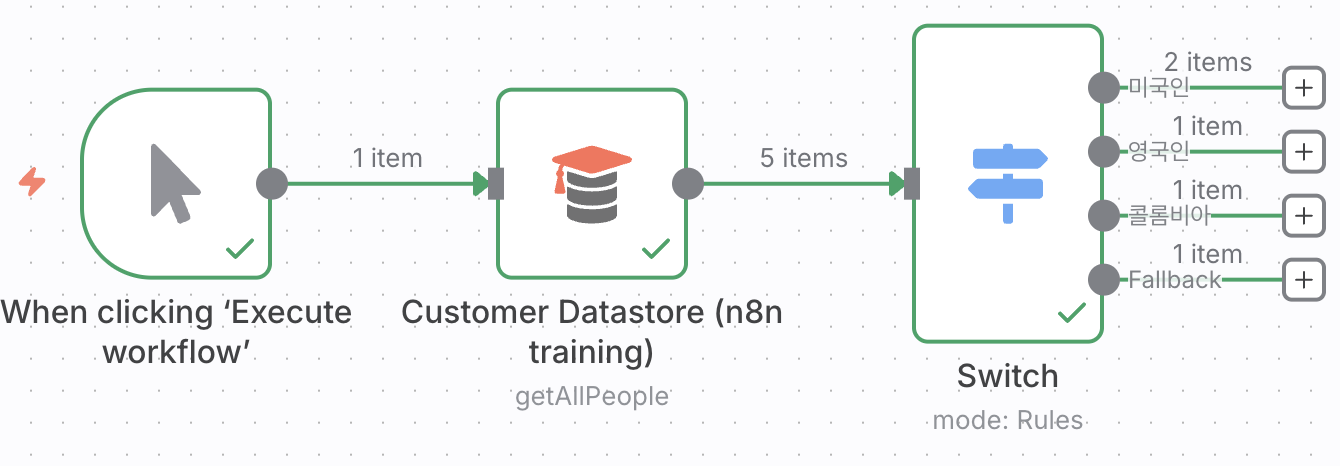 1 item
5 items
2 items
미국인
1 item
영국인
1 item
콜롬비아
1 item
Fallback
When clicking ‘Execute
workflow’
Customer Datastore (n8n
training)
getAllPeople
Switch
mode: Rules